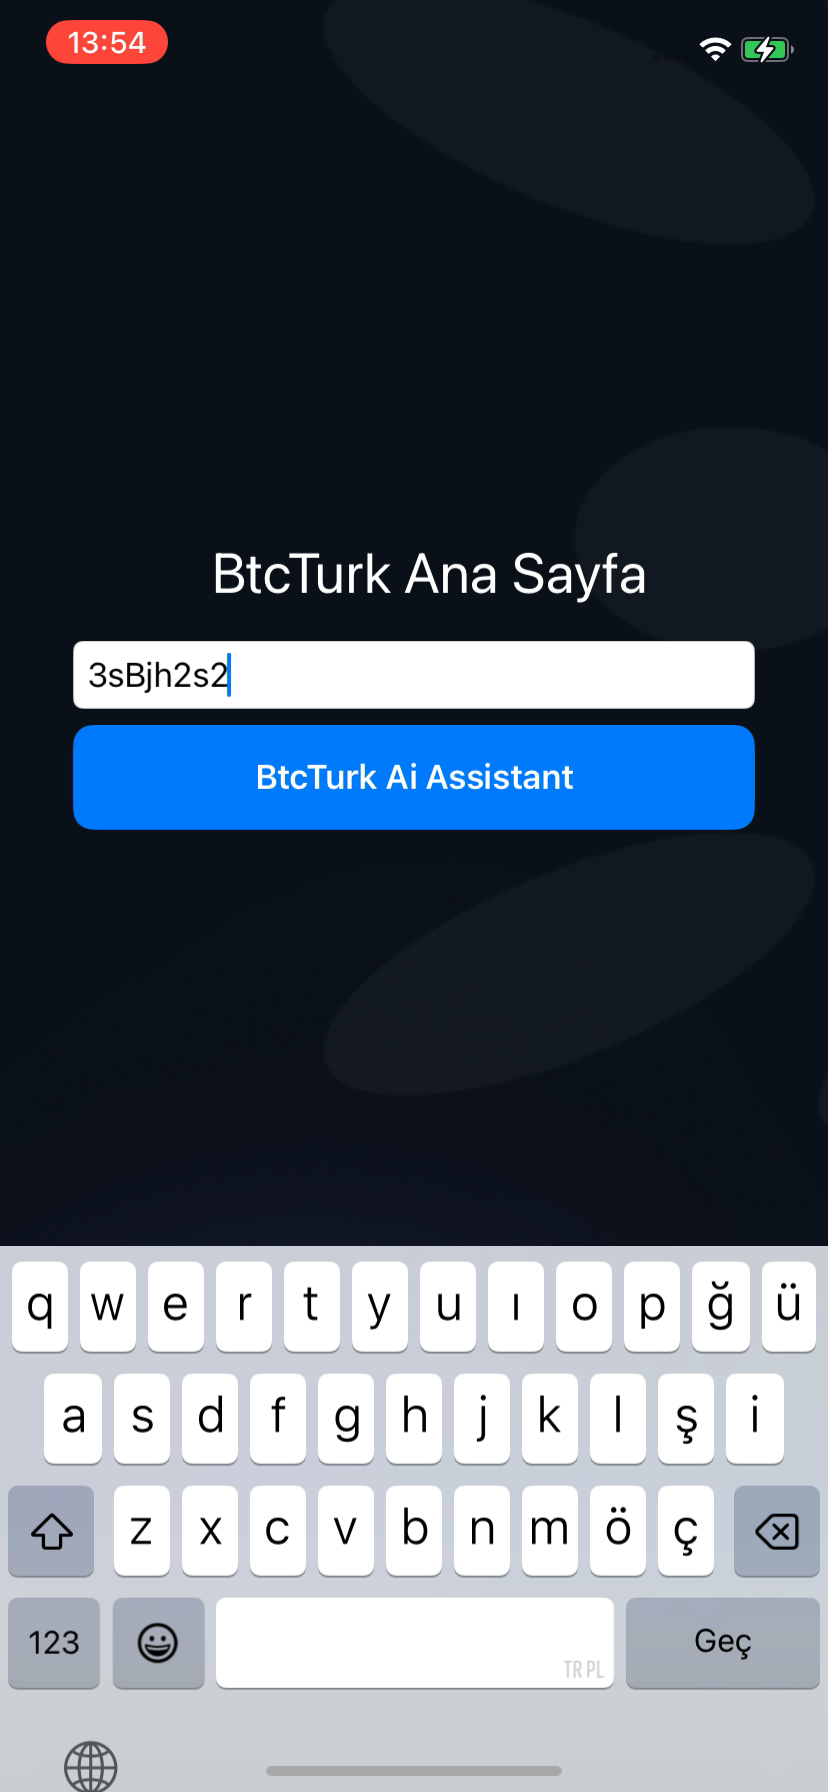 13:54
BtcTurk Ana Sayfa
3sBjh2s2
BtcTurk Ai Assistant
q w e r t y u ı o p ğ ü
a s d f g h j k l ş i
z x c v b n m ö ç
123
TR PL
Geç